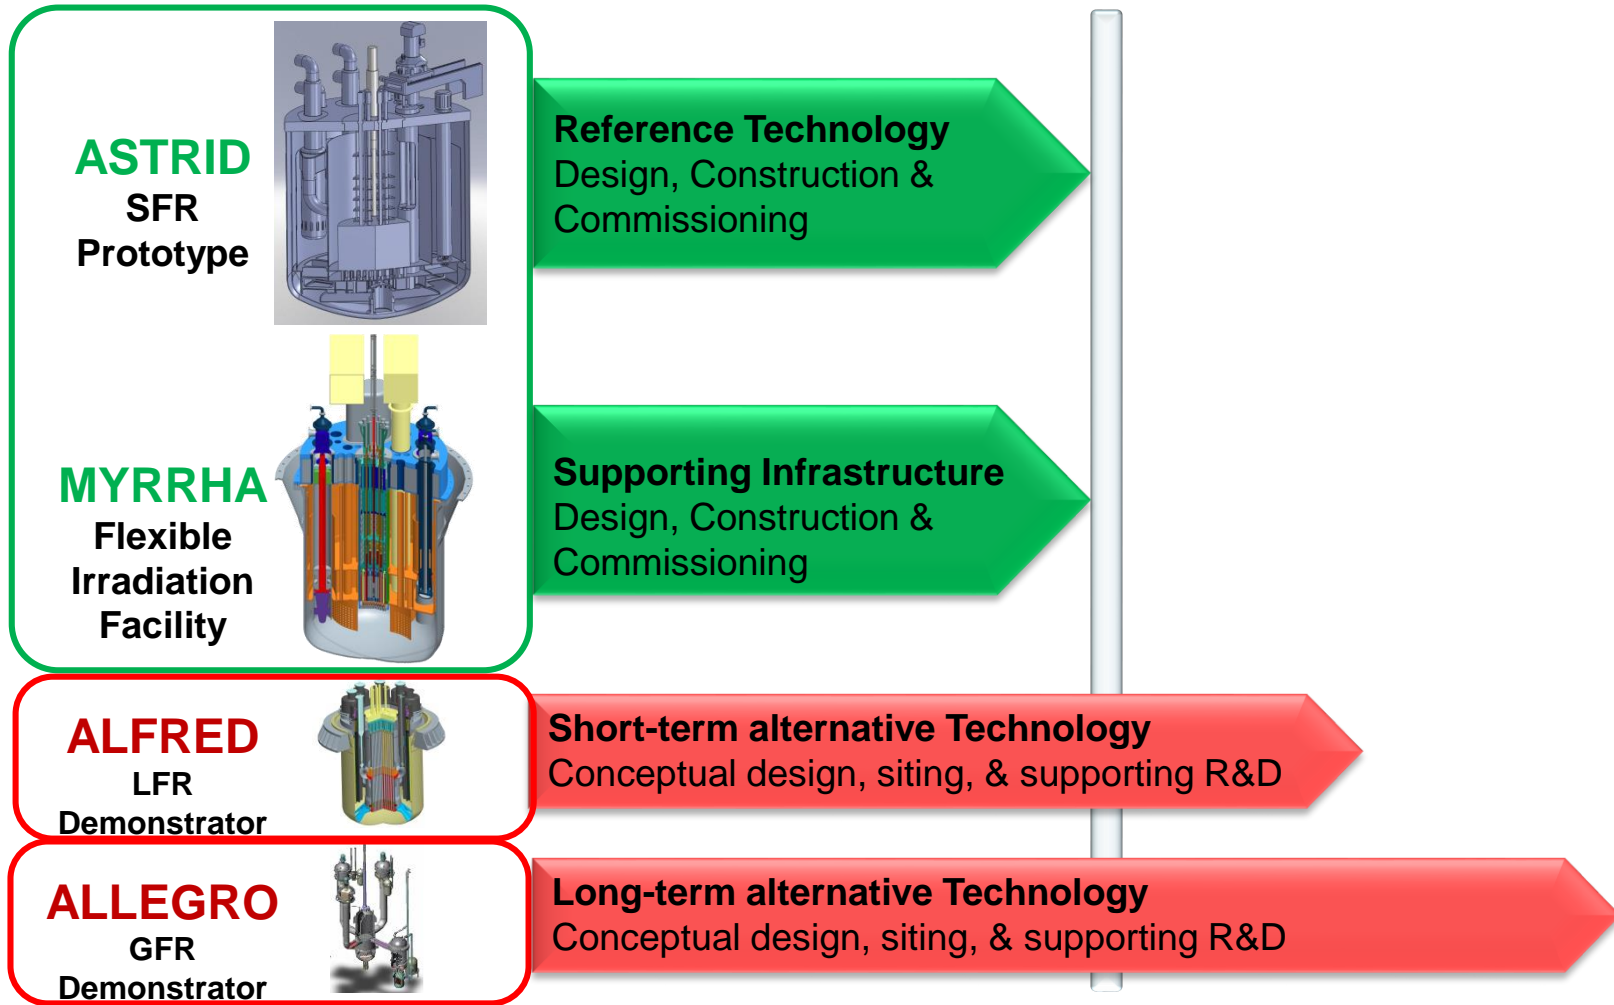 ASTRID
SFR
Prototype
Reference Technology
Design, Construction &
Commissioning
MYRRHA
Flexible
Irradiation
Facility
Supporting Infrastructure
Design, Construction &
Commissioning
ALFRED
LFR
Demonstrator
Short-term alternative Technology
Conceptual design, siting, & supporting R&D
ALLEGRO
GFR
Demonstrator
Long-term alternative Technology
Conceptual design, siting, & supporting R&D